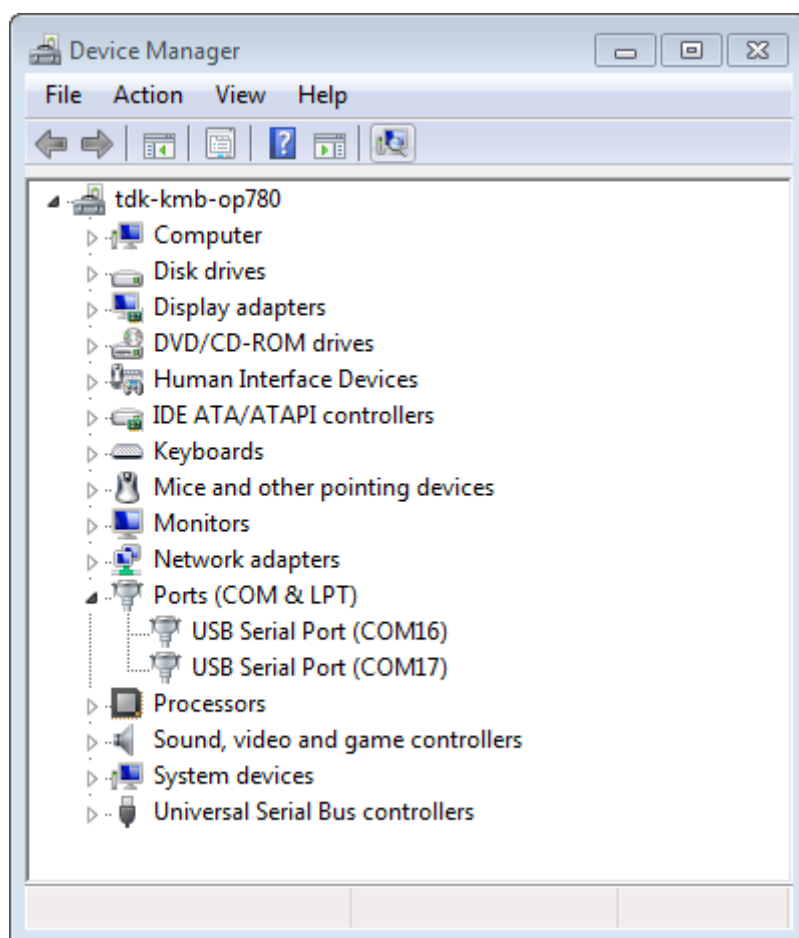 Device Manager
File Action View Help
tdk-kmb-op780
Computer
Disk drives
Display adapters
DVD/CD-ROM drives
Human Interface Devices
IDE ATA/ATAPI controllers
Keyboards
Mice and other pointing devices
Monitors
Network adapters
Ports (COM & LPT)
USB Serial Port (COM16)
USB Serial Port (COM17)
Processors
Sound, video and game controllers
System devices
Universal Serial Bus controllers